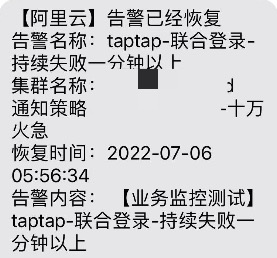 【阿里云】告警已经恢复
告警名称：taptap-联合登录-
持续失败一分钟以上
集群名称：
通知策略 -十万
火急
恢复时间：2022-07-06
05:56:34
告警内容：【业务监控测试】
taptap-联合登录-持续失败一
分钟以上